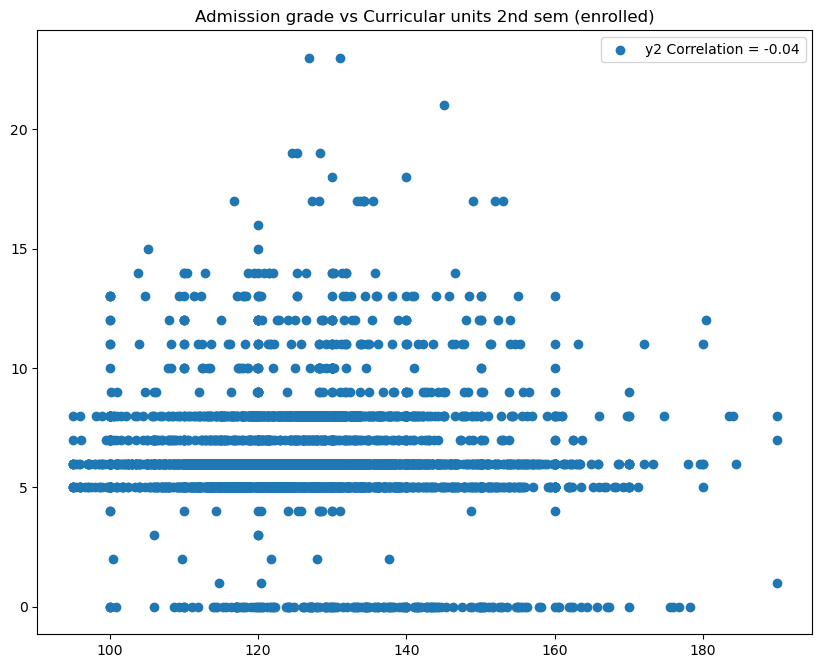 Admission grade vs Curricular units 2nd sem (enrolled)
y2 Correlation = -0.04
20
15
10
5
0
100 120 140 160 180